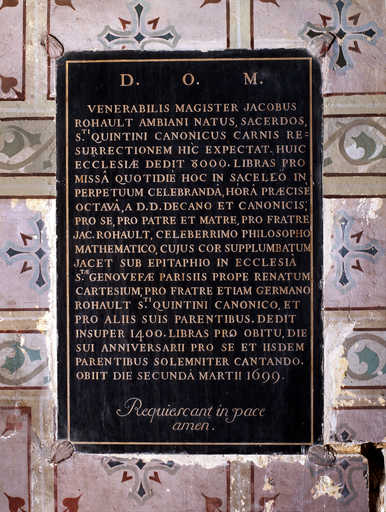 D. O. M.
VENERABILIS MAGISTER JACOBUS
ROHAULT AMBIANI NATUS, SACERDOS,
S.TI QUINTINI CANONICUS CARNIS RE-
SURRECTIONEM HIC EXPECTAT. HUIC
ECCLESIÆ DEDIT 8000. LIBRAS PRO
MISSÂ QUOTIDIÈ HOC IN SACELLO IN
PERPETUUM CELEBRANDÂ, HORÂ PRÆCISE
OCTAVÂ, A D.D. DECANO ET CANONICIS,
PRO SE, PRO PATRE ET MATRE, PRO FRATRE
JAC. ROHAULT, CELEBERRIMO PHILOSOPHO
MATHEMATICO, CUJUS COR SUPPLUMBATUM
JACET SUB EPITAPHIO IN ECCLESIÂ
S.TÆ GENOVEFÆ PARISIIS PROPE RENATUM
CARTESIUM, PRO FRATRE ETIAM GERMANO
ROHAULT S.TI QUINTINI CANONICO, ET
PRO ALIIS SUIS PARENTIBUS. DEDIT
INSUPER 1400. LIBRAS PRO OBITU, DIE
SUI ANNIVERSARII PRO SE ET IISDEM
PARENTIBUS SOLEMNITER CANTANDO.
OBIIT DIE SECUNDÂ MARTII 1699.
Requiescant in pace
amen.